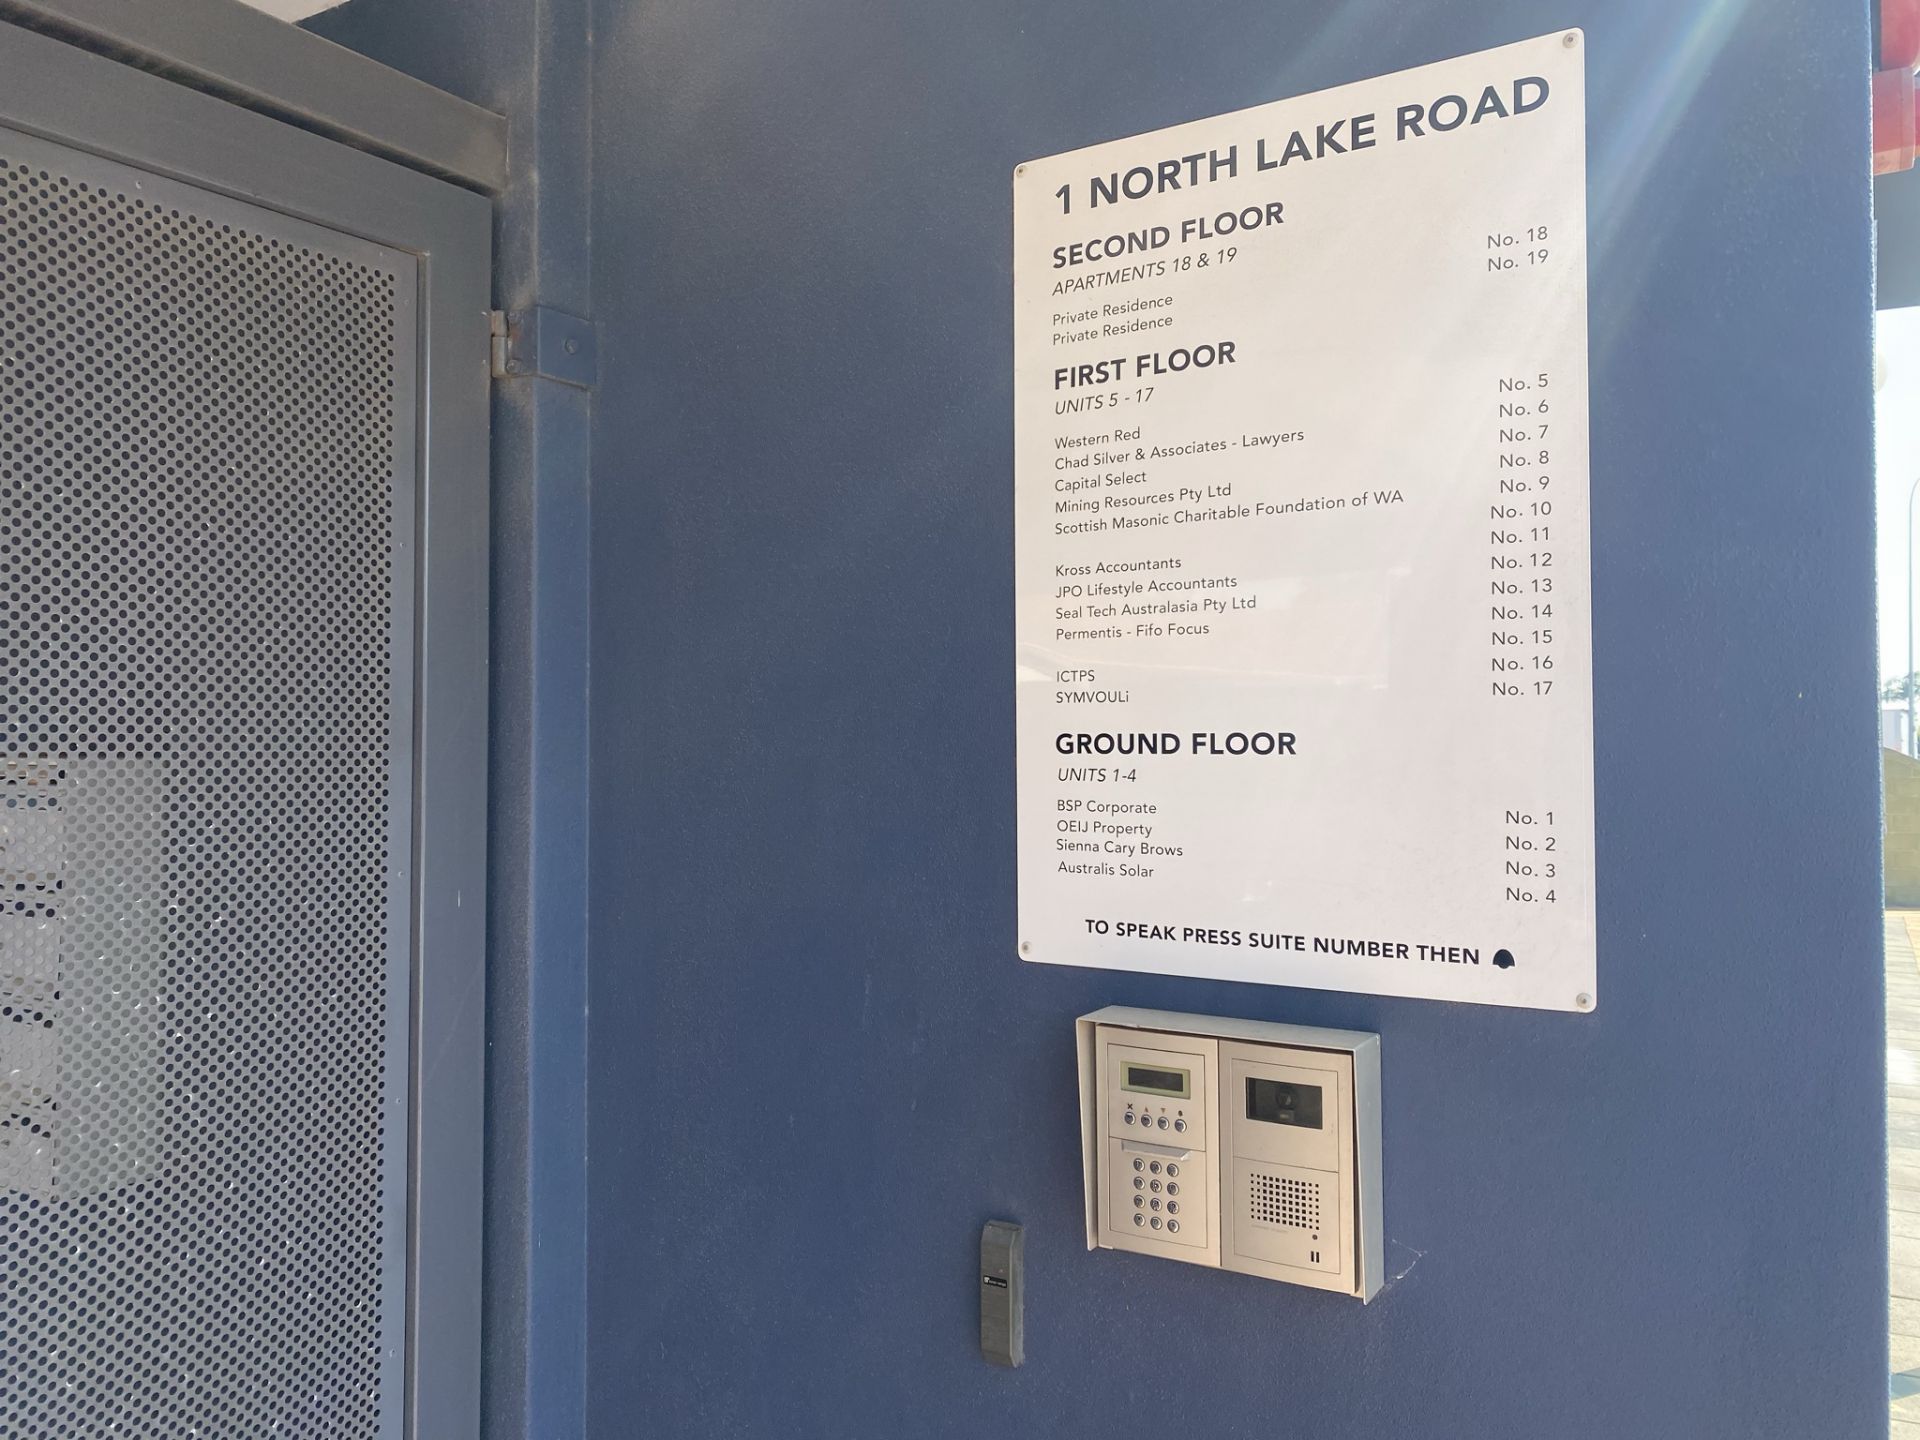 1 NORTH LAKE ROAD
SECOND FLOOR
APARTMENTS 18 & 19
No. 18
No. 19
Private Residence
Private Residence
FIRST FLOOR
UNITS 5 - 17
Western Red
Chad Silver & Associates - Lawyers
Capital Select
Mining Resources Pty Ltd
Scottish Masonic Charitable Foundation of WA
Kross Accountants
JPO Lifestyle Accountants
Seal Tech Australasia Pty Ltd
Permentis - Fifo Focus
ICTPS
SYMVOULi
No. 5
No. 6
No. 7
No. 8
No. 9
No. 10
No. 11
No. 12
No. 13
No. 14
No. 15
No. 16
No. 17
GROUND FLOOR
UNITS 1-4
BSP Corporate
OEIJ Property
Sienna Cary Brows
Australis Solar
No. 1
No. 2
No. 3
No. 4
TO SPEAK PRESS SUITE NUMBER THEN